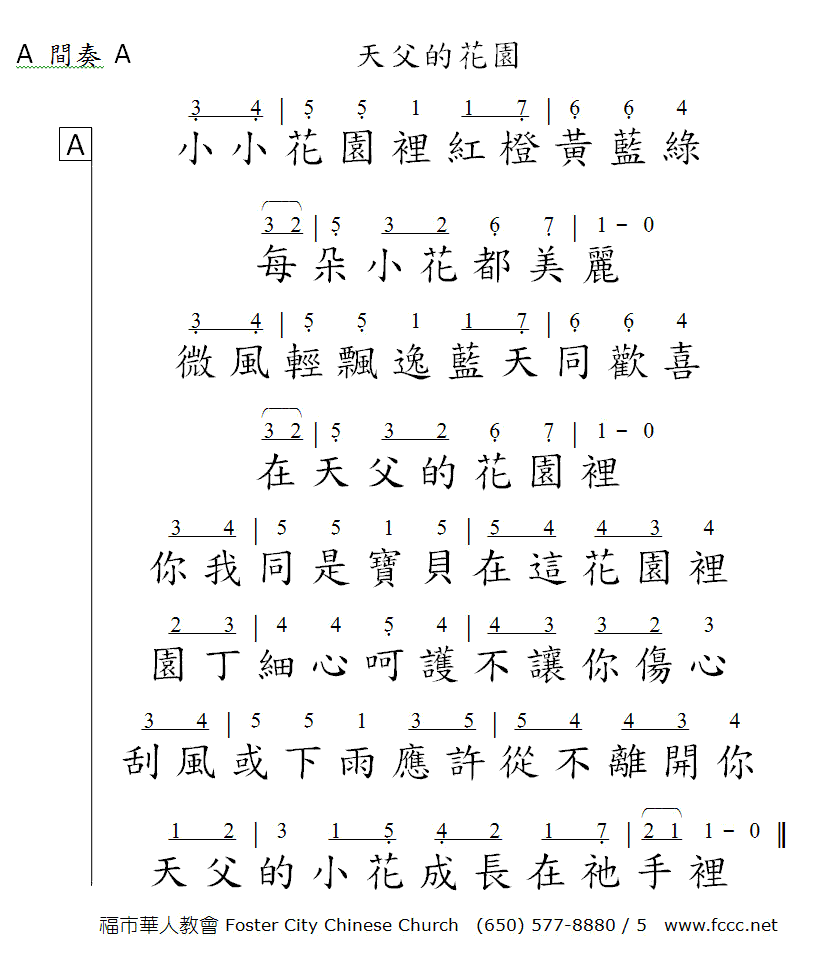 A 間奏 A 天父的花園
3̣ 4̣ | 5̣ 5̣ 1 1 7̣ | 6̣ 6̣ 4
A 小小花園裡紅橙黃藍綠
3 2 | 5̣ 3 2 6̣ 7̣ | 1 – 0
每朵小花都美麗
3̣ 4̣ | 5̣ 5̣ 1 1 7̣ | 6̣ 6̣ 4
微風輕飄逸藍天同歡喜
3 2 | 5̣ 3 2 6̣ 7̣ | 1 – 0
在天父的花園裡
3 4 | 5 5 1 5 | 5 4 4 3 4
你我同是寶貝在這花園裡
2 3 | 4 4 5̣ 4 | 4 3 3 2 3
園丁細心呵護不讓你傷心
3 4 | 5 5 1 3 5 | 5 4 4 3 4
刮風或下雨應許從不離開你
1 2 | 3 1 5̣ 4̣ 2 1 7̣ | 2 1 1 – 0 ‖
天父的小花成長在祂手裡
福市華人教會 Foster City Chinese Church (650) 577-8880 / 5 www.fccc.net